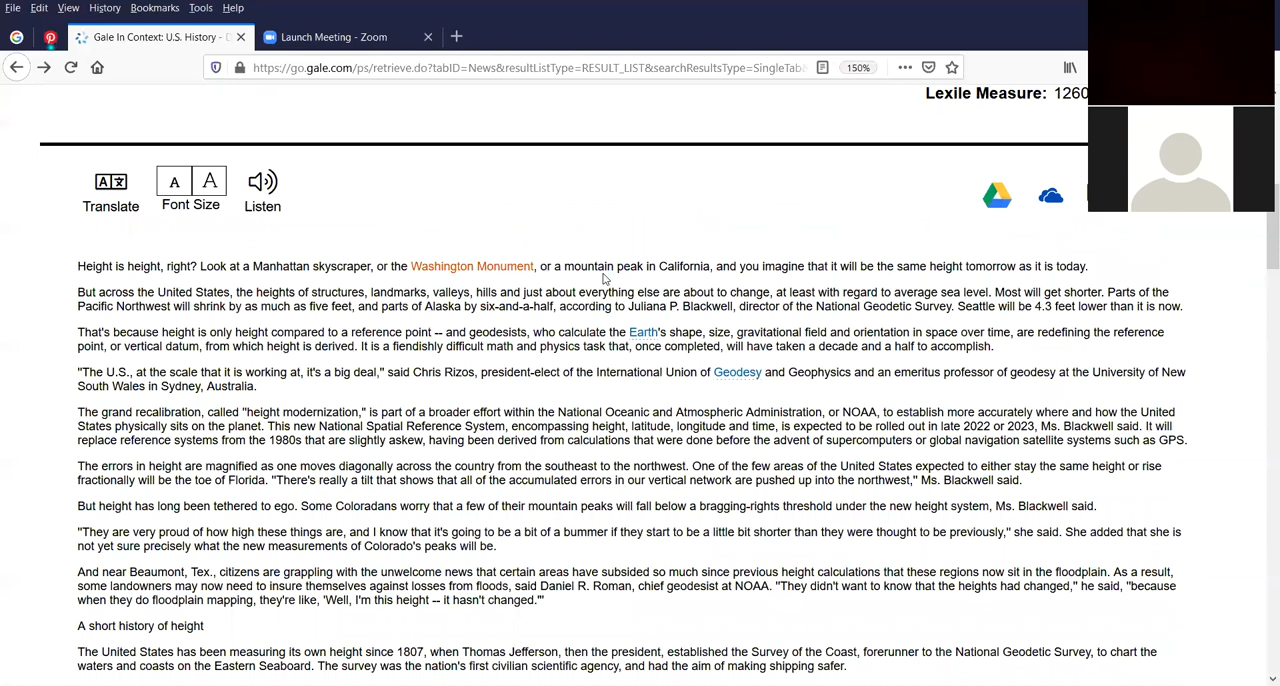 File Edit View History Bookmarks Tools Help
Gale In Context: U.S. History - D
Launch Meeting - Zoom
https://go.gale.com/ps/retrieve.do?tabID=News&resultListType=RESULT_LIST&searchResultsType=SingleTab&
150%
Lexile Measure: 1260
Translate
Font Size
Listen
Height is height, right? Look at a Manhattan skyscraper, or the Washington Monument, or a mountain peak in California, and you imagine that it will be the same height tomorrow as it is today.
But across the United States, the heights of structures, landmarks, valleys, hills and just about everything else are about to change, at least with regard to average sea level. Most will get shorter. Parts of the
Pacific Northwest will shrink by as much as five feet, and parts of Alaska by six-and-a-half, according to Juliana P. Blackwell, director of the National Geodetic Survey. Seattle will be 4.3 feet lower than it is now.
That's because height is only height compared to a reference point -- and geodesists, who calculate the Earth's shape, size, gravitational field and orientation in space over time, are redefining the reference
point, or vertical datum, from which height is derived. It is a fiendishly difficult math and physics task that, once completed, will have taken a decade and a half to accomplish.
"The U.S., at the scale that it is working at, it's a big deal," said Chris Rizos, president-elect of the International Union of Geodesy and Geophysics and an emeritus professor of geodesy at the University of New
South Wales in Sydney, Australia.
The grand recalibration, called "height modernization," is part of a broader effort within the National Oceanic and Atmospheric Administration, or NOAA, to establish more accurately where and how the United
States physically sits on the planet. This new National Spatial Reference System, encompassing height, latitude, longitude and time, is expected to be rolled out in late 2022 or 2023, Ms. Blackwell said. It will
replace reference systems from the 1980s that are slightly askew, having been derived from calculations that were done before the advent of supercomputers or global navigation satellite systems such as GPS.
The errors in height are magnified as one moves diagonally across the country from the southeast to the northwest. One of the few areas of the United States expected to either stay the same height or rise
fractionally will be the toe of Florida. "There's really a tilt that shows that all of the accumulated errors in our vertical network are pushed up into the northwest," Ms. Blackwell said.
But height has long been tethered to ego. Some Coloradans worry that a few of their mountain peaks will fall below a bragging-rights threshold under the new height system, Ms. Blackwell said.
"They are very proud of how high these things are, and I know that it's going to be a bit of a bummer if they start to be a little bit shorter than they were thought to be previously," she said. She added that she is
not yet sure precisely what the new measurements of Colorado's peaks will be.
And near Beaumont, Tex., citizens are grappling with the unwelcome news that certain areas have subsided so much since previous height calculations that these regions now sit in the floodplain. As a result,
some landowners may now need to insure themselves against losses from floods, said Daniel R. Roman, chief geodesist at NOAA. "They didn't want to know that the heights had changed," he said, "because
when they do floodplain mapping, they're like, 'Well, I'm this height -- it hasn't changed.'"
A short history of height
The United States has been measuring its own height since 1807, when Thomas Jefferson, then the president, established the Survey of the Coast, forerunner to the National Geodetic Survey, to chart the
waters and coasts on the Eastern Seaboard. The survey was the nation's first civilian scientific agency, and had the aim of making shipping safer.